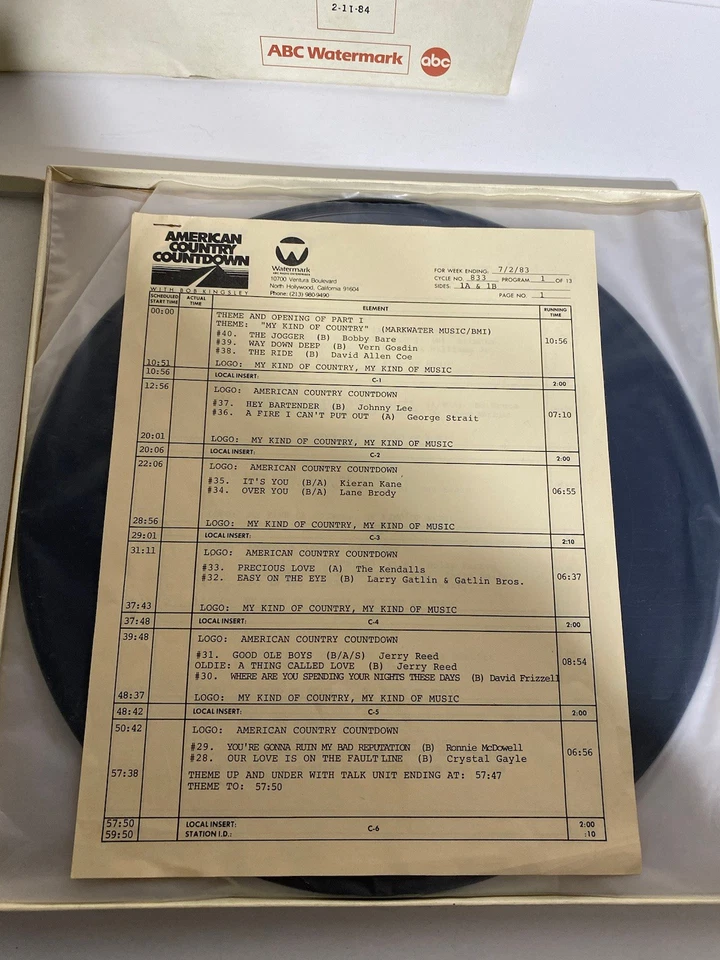 2-11-84
ABC Watermark abc
AMERICAN
COUNTRY
COUNTDOWN
WITH BOB KINGSLEY
Watermark
ABC RADIO ENTERPRISES
10700 Ventura Boulevard
North Hollywood, California 91604
Phone: (213) 980-9490
FOR WEEK ENDING: 7/2/83
CYCLE NO. 833 PROGRAM 1 OF 13
SIDES 1A & 1B
PAGE NO. 1
SCHEDULED START TIME ACTUAL TIME ELEMENT RUNNING TIME
00:00 THEME AND OPENING OF PART I
THEME: "MY KIND OF COUNTRY" (MARKWATER MUSIC/BMI)
#40. THE JOGGER (B) Bobby Bare 10:56
#39. WAY DOWN DEEP (B) Vern Gosdin
#38. THE RIDE (B) David Allen Coe
10:51 LOGO: MY KIND OF COUNTRY, MY KIND OF MUSIC
10:56 LOCAL INSERT: C-1 2:00
12:56 LOGO: AMERICAN COUNTRY COUNTDOWN
#37. HEY BARTENDER (B) Johnny Lee
#36. A FIRE I CAN'T PUT OUT (A) George Strait 07:10
20:01 LOGO: MY KIND OF COUNTRY, MY KIND OF MUSIC
20:06 LOCAL INSERT: C-2 2:00
22:06 LOGO: AMERICAN COUNTRY COUNTDOWN
#35. IT'S YOU (B/A) Kieran Kane
#34. OVER YOU (B/A) Lane Brody 06:55
28:56 LOGO: MY KIND OF COUNTRY, MY KIND OF MUSIC
29:01 LOCAL INSERT: C-3 2:10
31:11 LOGO: AMERICAN COUNTRY COUNTDOWN
#33. PRECIOUS LOVE (A) The Kendalls
#32. EASY ON THE EYE (B) Larry Gatlin & Gatlin Bros. 06:37
37:43 LOGO: MY KIND OF COUNTRY, MY KIND OF MUSIC
37:48 LOCAL INSERT: C-4 2:00
39:48 LOGO: AMERICAN COUNTRY COUNTDOWN
#31. GOOD OLE BOYS (B/A/S) Jerry Reed
OLDIE: A THING CALLED LOVE (B) Jerry Reed 08:54
#30. WHERE ARE YOU SPENDING YOUR NIGHTS THESE DAYS (B) David Frizzell
48:37 LOGO: MY KIND OF COUNTRY, MY KIND OF MUSIC
48:42 LOCAL INSERT: C-5 2:00
50:42 LOGO: AMERICAN COUNTRY COUNTDOWN
#29. YOU'RE GONNA RUIN MY BAD REPUTATION (B) Ronnie McDowell
#28. OUR LOVE IS ON THE FAULT LINE (B) Crystal Gayle 06:56
57:38 THEME UP AND UNDER WITH TALK UNIT ENDING AT: 57:47
THEME TO: 57:50
57:50 LOCAL INSERT: C-6 2:00
59:50 STATION I.D.: :10